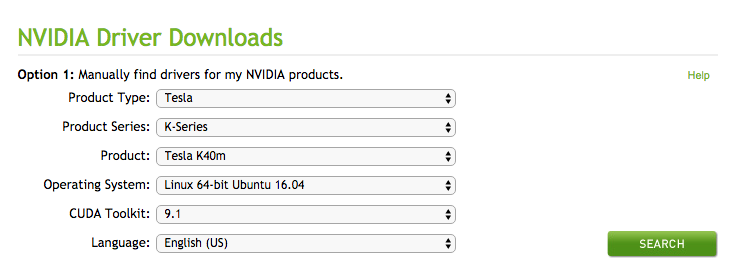 NVIDIA Driver Downloads
Option 1: Manually find drivers for my NVIDIA products.
Help
Product Type: Tesla
Product Series: K-Series
Product: Tesla K40m
Operating System: Linux 64-bit Ubuntu 16.04
CUDA Toolkit: 9.1
Language: English (US)
SEARCH